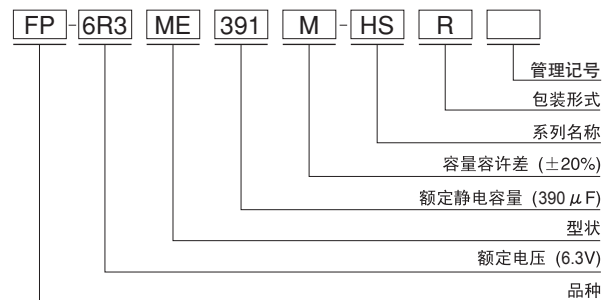 FP - 6R3 ME 391 M - HS R
管理记号
包装形式
系列名称
容量容许差 (±20%)
额定静电容量 (390 μF)
型状
额定电压 (6.3V)
品种